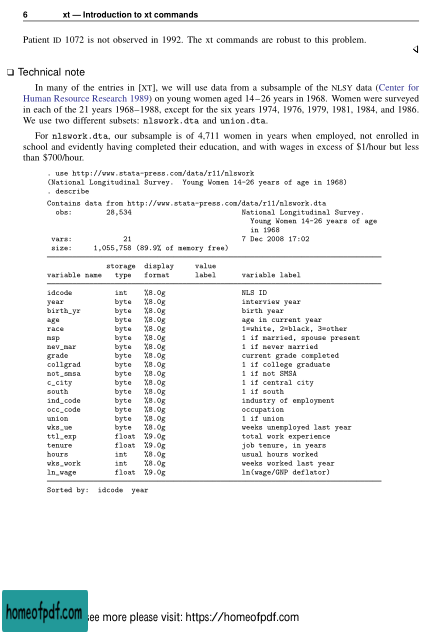 6 xt — Introduction to xt commands
Patient ID 1072 is not observed in 1992. The xt commands are robust to this problem.
Technical note
In many of the entries in [XT], we will use data from a subsample of the NLSY data (Center for
Human Resource Research 1989) on young women aged 14–26 years in 1968. Women were surveyed
in each of the 21 years 1968–1988, except for the six years 1974, 1976, 1979, 1981, 1984, and 1986.
We use two different subsets: nlswork.dta and union.dta.
For nlswork.dta, our subsample is of 4,711 women in years when employed, not enrolled in
school and evidently having completed their education, and with wages in excess of $1/hour but less
than $700/hour.
. use http://www.stata-press.com/data/r11/nlswork
(National Longitudinal Survey. Young Women 14-26 years of age in 1968)
. describe
Contains data from http://www.stata-press.com/data/r11/nlswork.dta
obs: 28,534 National Longitudinal Survey.
Young Women 14-26 years of age
in 1968
vars: 21 7 Dec 2008 17:02
size: 1,055,758 (89.9% of memory free)
storage display value
variable name type format label variable label
idcode int %8.0g NLS ID
year byte %8.0g interview year
birth_yr byte %8.0g birth year
age byte %8.0g age in current year
race byte %8.0g 1=white, 2=black, 3=other
msp byte %8.0g 1 if married, spouse present
nev_mar byte %8.0g 1 if never married
grade byte %8.0g current grade completed
collgrad byte %8.0g 1 if college graduate
not_smsa byte %8.0g 1 if not SMSA
c_city byte %8.0g 1 if central city
south byte %8.0g 1 if south
ind_code byte %8.0g industry of employment
occ_code byte %8.0g occupation
union byte %8.0g 1 if union
wks_ue byte %8.0g weeks unemployed last year
ttl_exp float %9.0g total work experience
tenure float %9.0g job tenure, in years
hours int %8.0g usual hours worked
wks_work int %8.0g weeks worked last year
ln_wage float %9.0g ln(wage/GNP deflator)
Sorted by: idcode year
homeofpdf.com see more please visit: https://homeofpdf.com